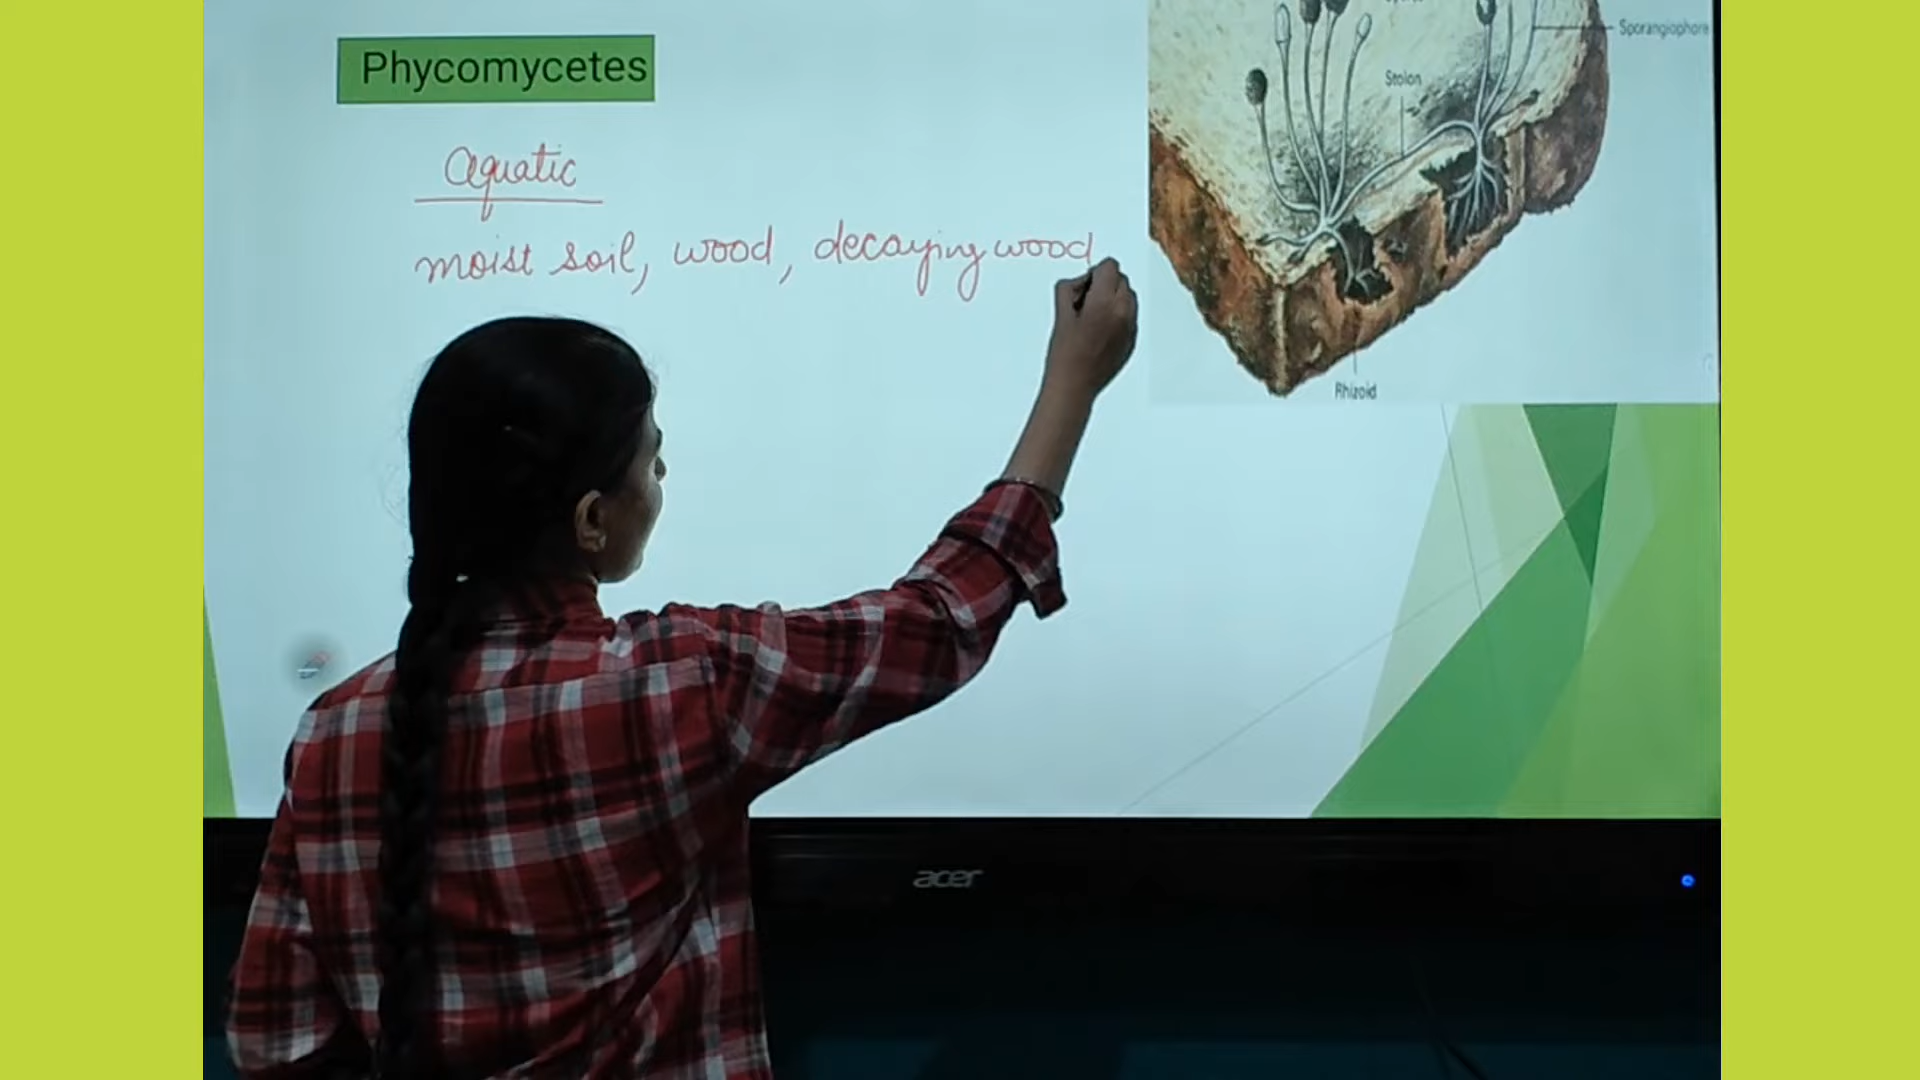 Phycomycetes
Sporangiophore
Stolon
aquatic
moist soil, wood, decaying wood
Rhizoid
acer